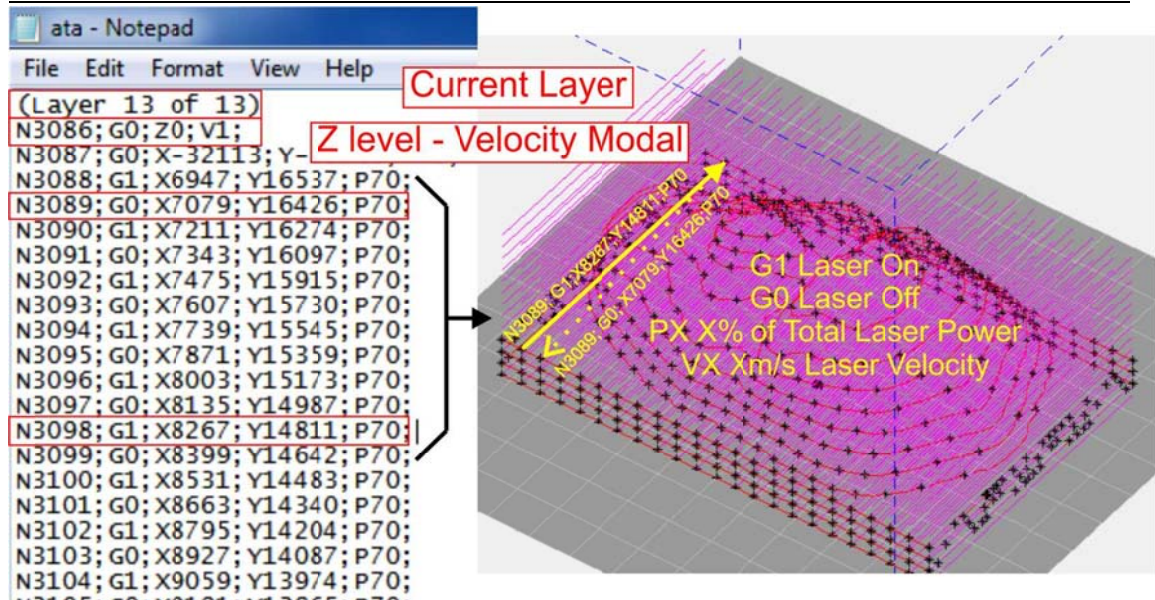 ata - Notepad
File Edit Format View Help
Current Layer
(Layer 13 of 13)
N3086;G0;Z0;V1;
Z level - Velocity Modal
N3087;G0;X-32113;Y-
N3088;G1;X6947;Y16537;P70;
N3089;G0;X7079;Y16426;P70;
N3090;G1;X7211;Y16274;P70;
N3091;G0;X7343;Y16097;P70;
N3092;G1;X7475;Y15915;P70;
N3093;G0;X7607;Y15730;P70;
N3094;G1;X7739;Y15545;P70;
N3095;G0;X7871;Y15359;P70;
N3096;G1;X8003;Y15173;P70;
N3097;G0;X8135;Y14987;P70;
N3098;G1;X8267;Y14811;P70;
N3099;G0;X8399;Y14642;P70;
N3100;G1;X8531;Y14483;P70;
N3101;G0;X8663;Y14340;P70;
N3102;G1;X8795;Y14204;P70;
N3103;G0;X8927;Y14087;P70;
N3104;G1;X9059;Y13974;P70;
N3089; G1;X8267;Y14811;P70
N3089; G0; X7079;Y16426;P70
G1 Laser On
G0 Laser Off
PX X% of Total Laser Power
VX Xm/s Laser Velocity